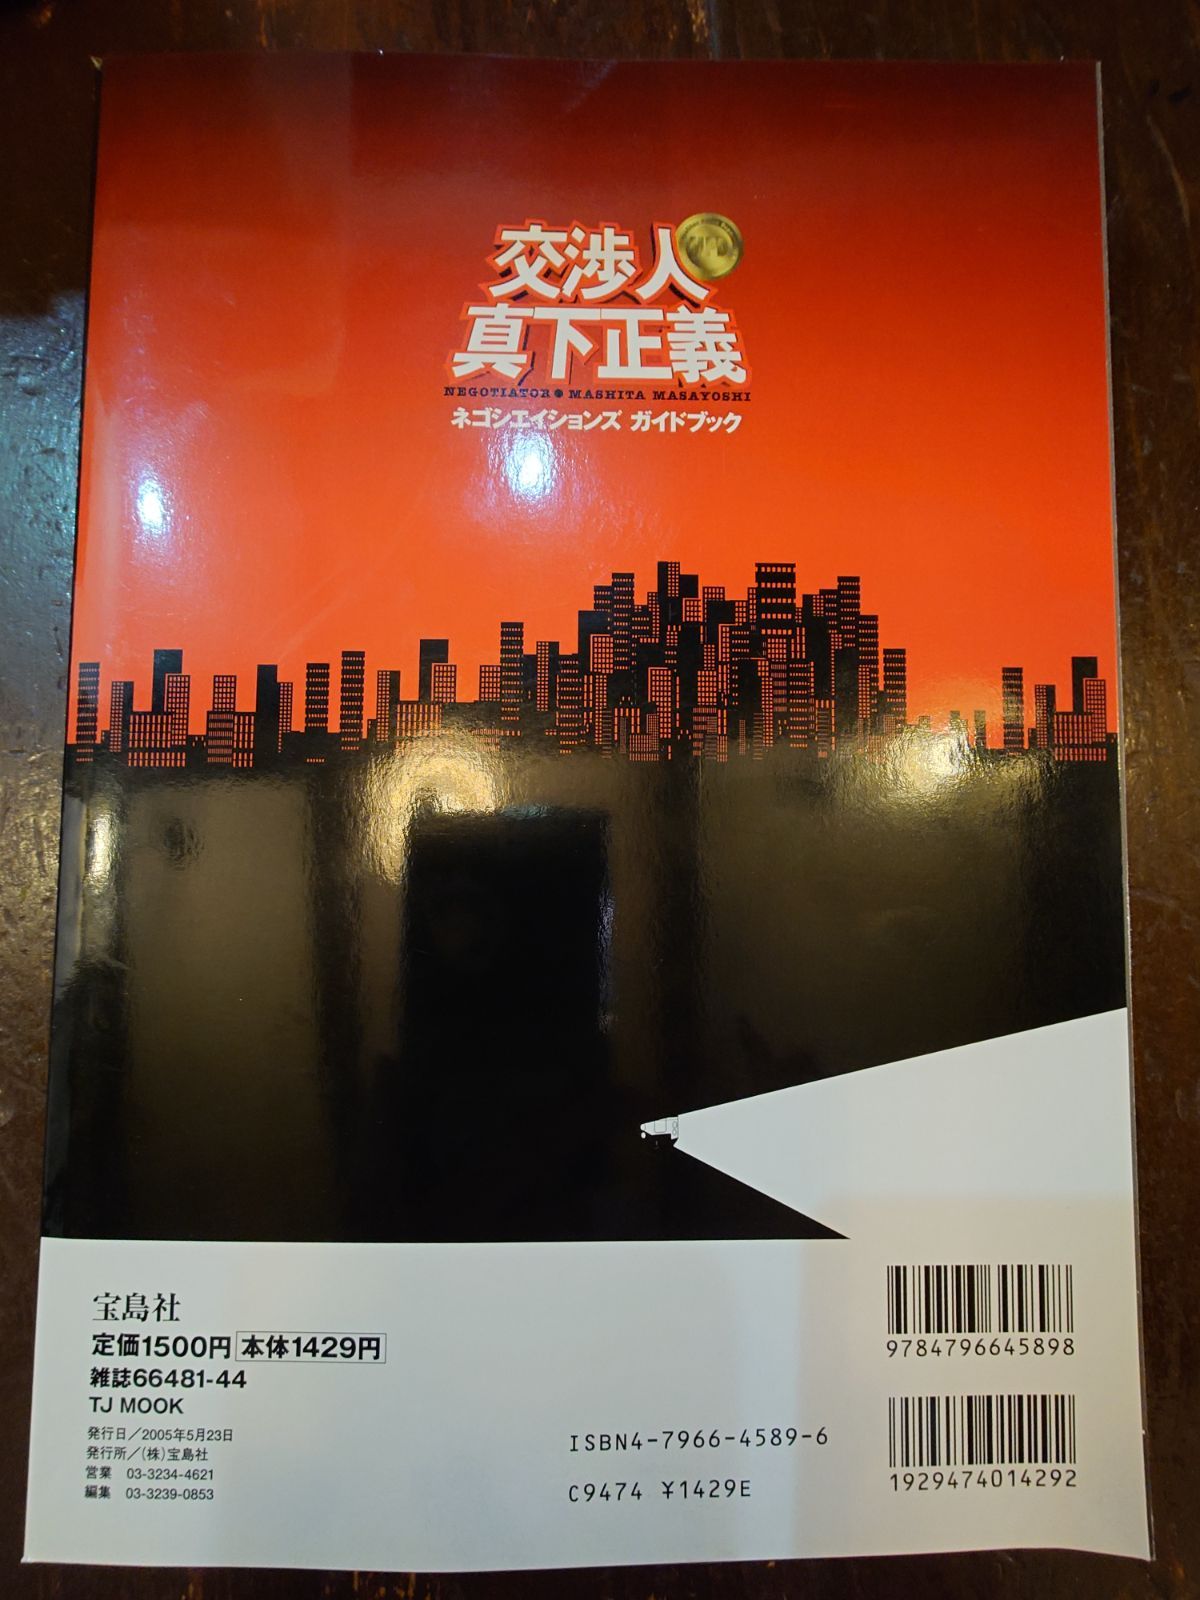 交渉人
真下正義
NEGOTIATOR●MASHITA MASAYOSHI
ネゴシエイションズ ガイドブック
宝島社
定価1500円 本体1429円
雑誌66481-44
TJ MOOK
発行日／2005年5月23日
発行所／(株)宝島社
営業 03-3234-4621
編集 03-3239-0853
ISBN4-7966-4589-6
C9474 ¥1429E
9784796645898
1929474014292